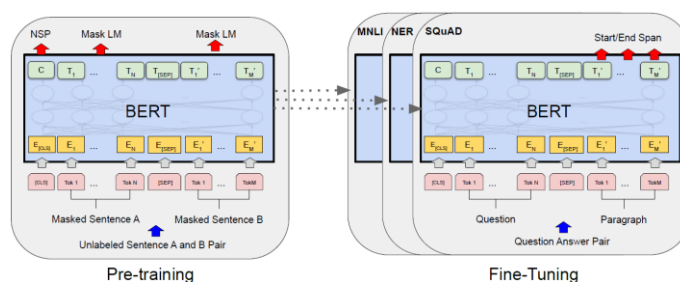 NSP Mask LM Mask LM
C T1 ... TN T[SEP] T1' ... TM'
BERT
E[CLS] E1 ... EN E[SEP] E1' ... EM'
[CLS] Tok 1 ... Tok N [SEP] Tok 1 ... TokM
Masked Sentence A Masked Sentence B
Unlabeled Sentence A and B Pair
Pre-training
MNLI NER SQuAD
Start/End Span
C T1 ... TN T[SEP] T1' ... TM'
BERT
E[CLS] E1 ... EN E[SEP] E1' ... EM'
[CLS] Tok 1 ... Tok N [SEP] Tok 1 ... TokM
Question Paragraph
Question Answer Pair
Fine-Tuning